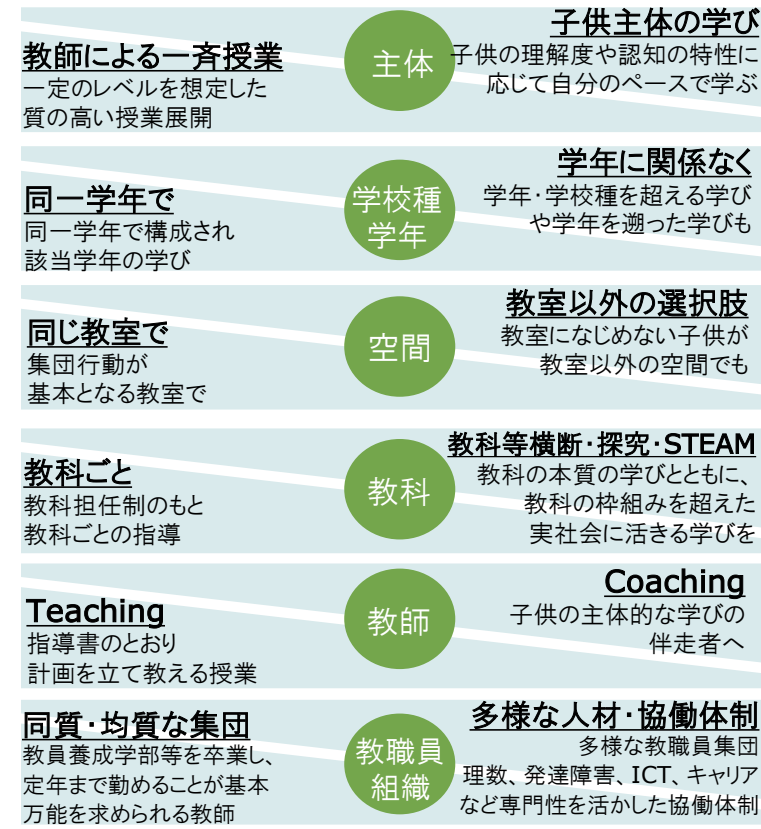 教師による一斉授業
一定のレベルを想定した
質の高い授業展開
主体
子供主体の学び
子供の理解度や認知の特性に
応じて自分のペースで学ぶ
同一学年で
同一学年で構成され
該当学年の学び
学校種
学年
学年に関係なく
学年・学校種を超える学び
や学年を遡った学びも
同じ教室で
集団行動が
基本となる教室で
空間
教室以外の選択肢
教室になじめない子供が
教室以外の空間でも
教科ごと
教科担任制のもと
教科ごとの指導
教科
教科等横断・探究・STEAM
教科の本質の学びとともに、
教科の枠組みを超えた
実社会に活きる学びを
Teaching
指導書のとおり
計画を立て教える授業
教師
Coaching
子供の主体的な学びの
伴走者へ
同質・均質な集団
教員養成学部等を卒業し、
定年まで勤めることが基本
万能を求められる教師
教職員
組織
多様な人材・協働体制
多様な教職員集団
理数、発達障害、ICT、キャリア
など専門性を活かした協働体制